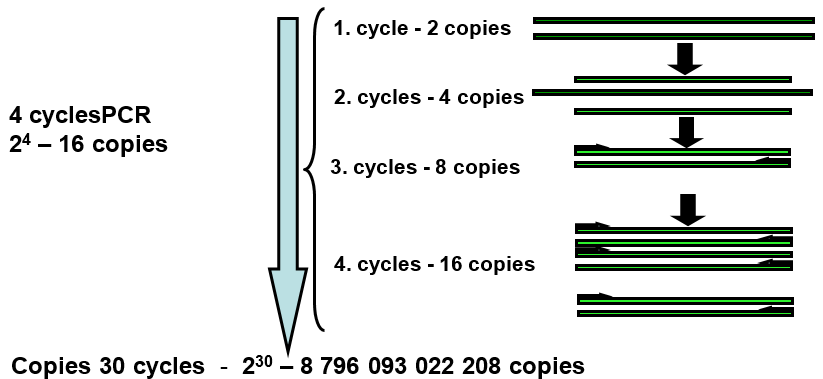 1. cycle - 2 copies
2. cycles - 4 copies
4 cyclesPCR
2⁴ – 16 copies
3. cycles - 8 copies
4. cycles - 16 copies
Copies 30 cycles - 2³⁰ – 8 796 093 022 208 copies